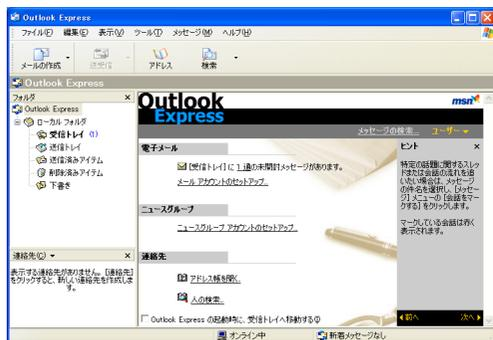 Outlook Express
ファイル(F) 編集(E) 表示(V) ツール(T) メッセージ(M) ヘルプ(H)
メールの作成 送受信 アドレス 検索
Outlook Express
フォルダ ×
Outlook Express
ローカル フォルダ
受信トレイ (1)
送信トレイ
送信済みアイテム
削除済みアイテム
下書き
連絡先(C) ×
表示する連絡先がありません。[連絡先]
をクリックすると、新しい連絡先を作成しま
す。
Outlook
Express
msn
メッセージの検索... ユーザー
電子メール
[受信トレイ] に 1 通の未開封メッセージがあります。
メール アカウントのセットアップ...
ニュースグループ
ニュースグループ アカウントのセットアップ...
連絡先
アドレス帳を開く...
人の検索...
Outlook Express の起動時に、受信トレイへ移動する(I)
ヒント ×
特定の話題に関するスレッ
ドまたは会話の流れを追
いたい場合は、メッセージ
の件名を選択し、[メッセー
ジ] メニューの [会話をマー
クする] をクリックします。
マークしている会話は赤く
表示されます。
前へ 次へ
オンライン中 新着メッセージなし